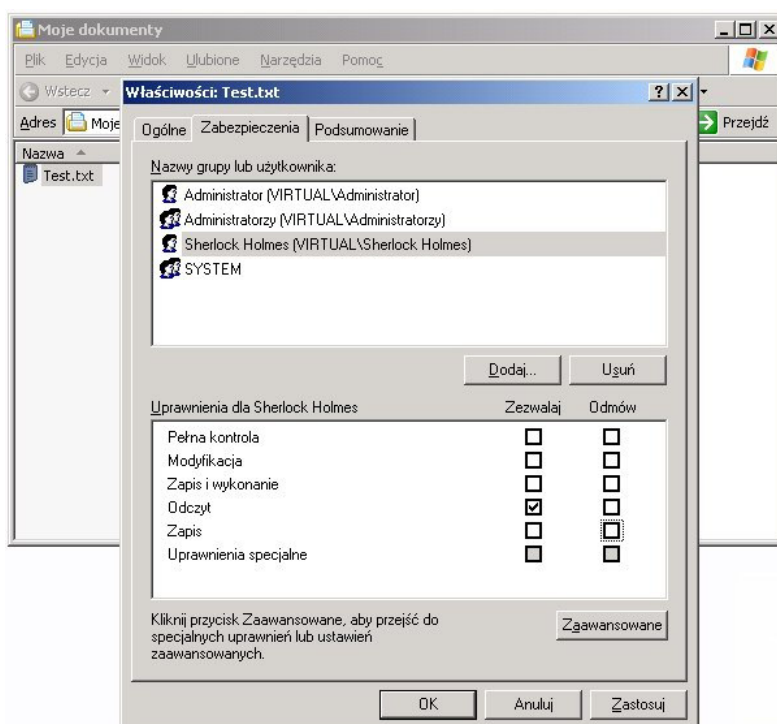 Moje dokumenty
Plik Edycja Widok Ulubione Narzędzia Pomoc
Wstecz
Właściwości: Test.txt
Adres Moje
Przejdź
Ogólne Zabezpieczenia Podsumowanie
Nazwa
Test.txt
Nazwy grupy lub użytkownika:
Administrator (VIRTUAL\Administrator)
Administratorzy (VIRTUAL\Administratorzy)
Sherlock Holmes (VIRTUAL\Sherlock Holmes)
SYSTEM
Dodaj... Usuń
Uprawnienia dla Sherlock Holmes Zezwalaj Odmów
Pełna kontrola
Modyfikacja
Zapis i wykonanie
Odczyt
Zapis
Uprawnienia specjalne
Kliknij przycisk Zaawansowane, aby przejść do
specjalnych uprawnień lub ustawień
zaawansowanych.
Zaawansowane
OK Anuluj Zastosuj